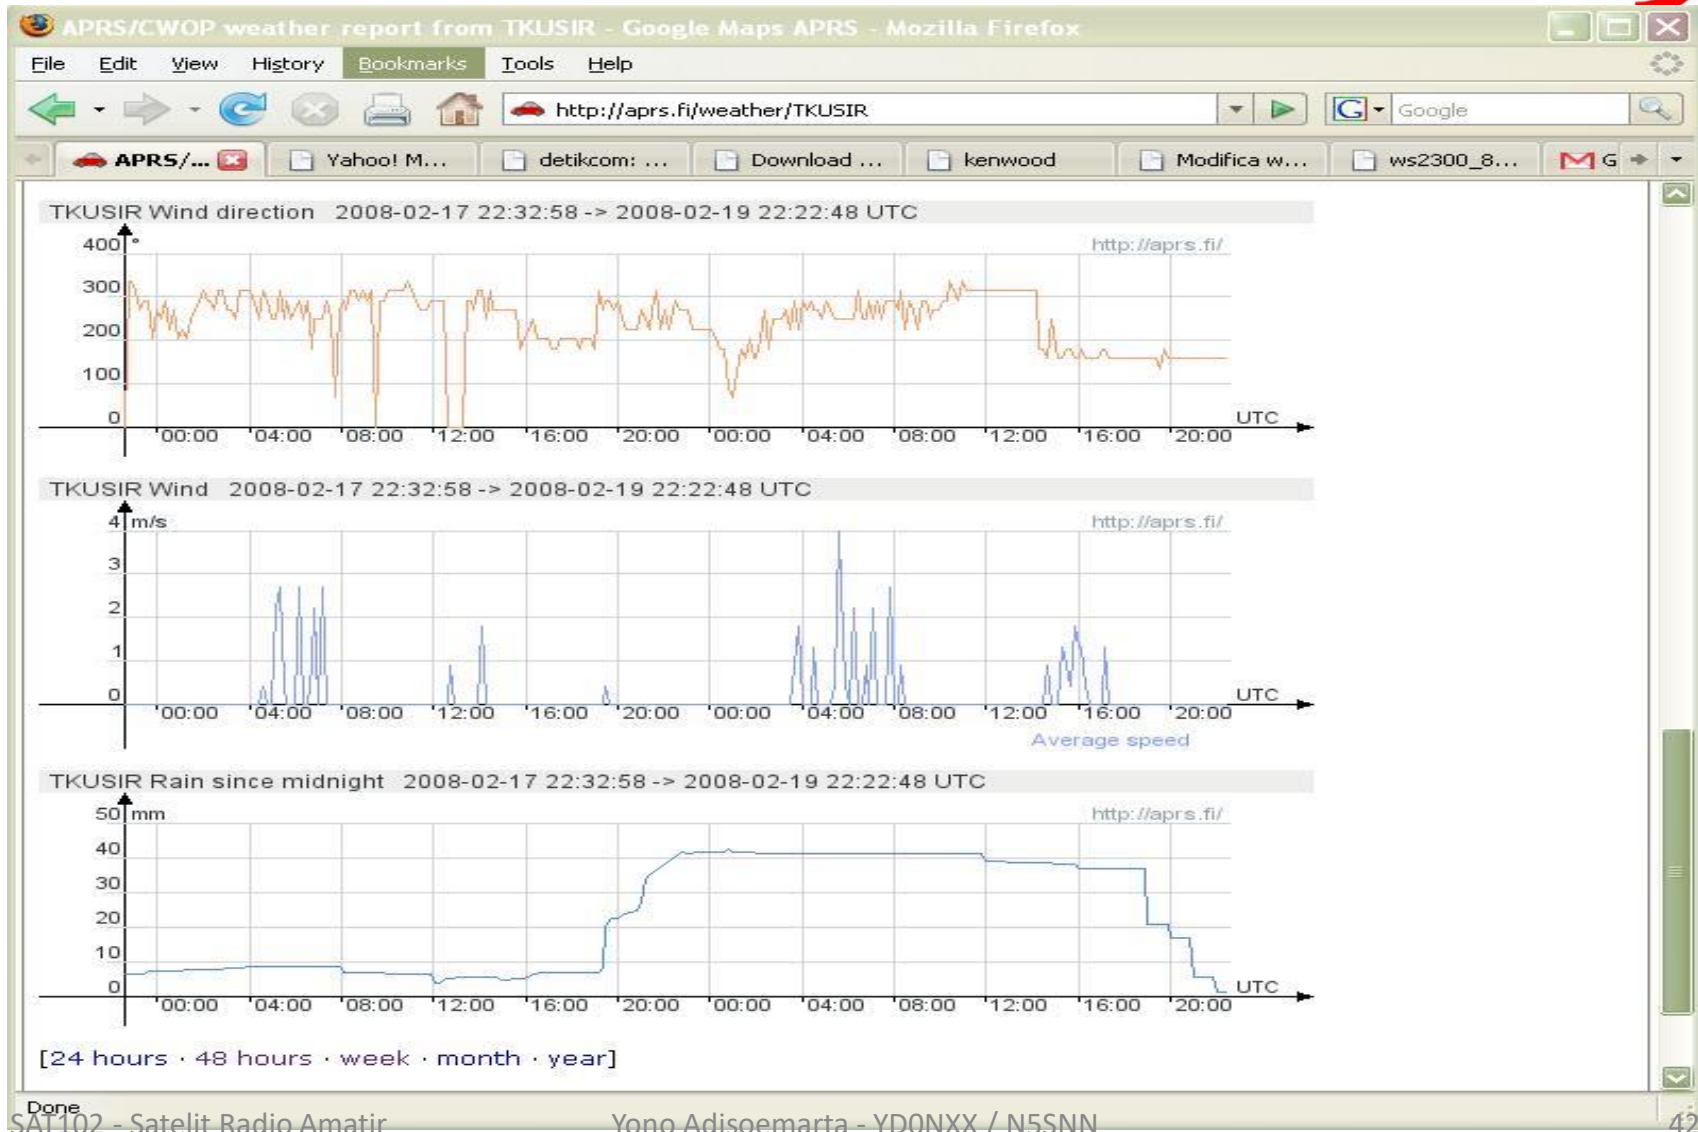 APRS/CWOP weather report from TKUSIR - Google Maps APRS - Mozilla Firefox
File Edit View History Bookmarks Tools Help
http://aprs.fi/weather/TKUSIR Google
APRS/... Yahoo! M... detikcom: ... Download ... kenwood Modifica w... ws2300_8... G
TKUSIR Wind direction 2008-02-17 22:32:58 -> 2008-02-19 22:22:48 UTC
400 °
http://aprs.fi/
300
200
100
0
UTC
00:00 04:00 08:00 12:00 16:00 20:00 00:00 04:00 08:00 12:00 16:00 20:00
TKUSIR Wind 2008-02-17 22:32:58 -> 2008-02-19 22:22:48 UTC
4 m/s
http://aprs.fi/
3
2
1
0
UTC
00:00 04:00 08:00 12:00 16:00 20:00 00:00 04:00 08:00 12:00 16:00 20:00
Average speed
TKUSIR Rain since midnight 2008-02-17 22:32:58 -> 2008-02-19 22:22:48 UTC
50 mm
http://aprs.fi/
40
30
20
10
0
UTC
00:00 04:00 08:00 12:00 16:00 20:00 00:00 04:00 08:00 12:00 16:00 20:00
[24 hours · 48 hours · week · month · year]
Done
SAT102 - Satelit Radio Amatir Yono Adisoemarta - YD0NXX / N5SNN 42